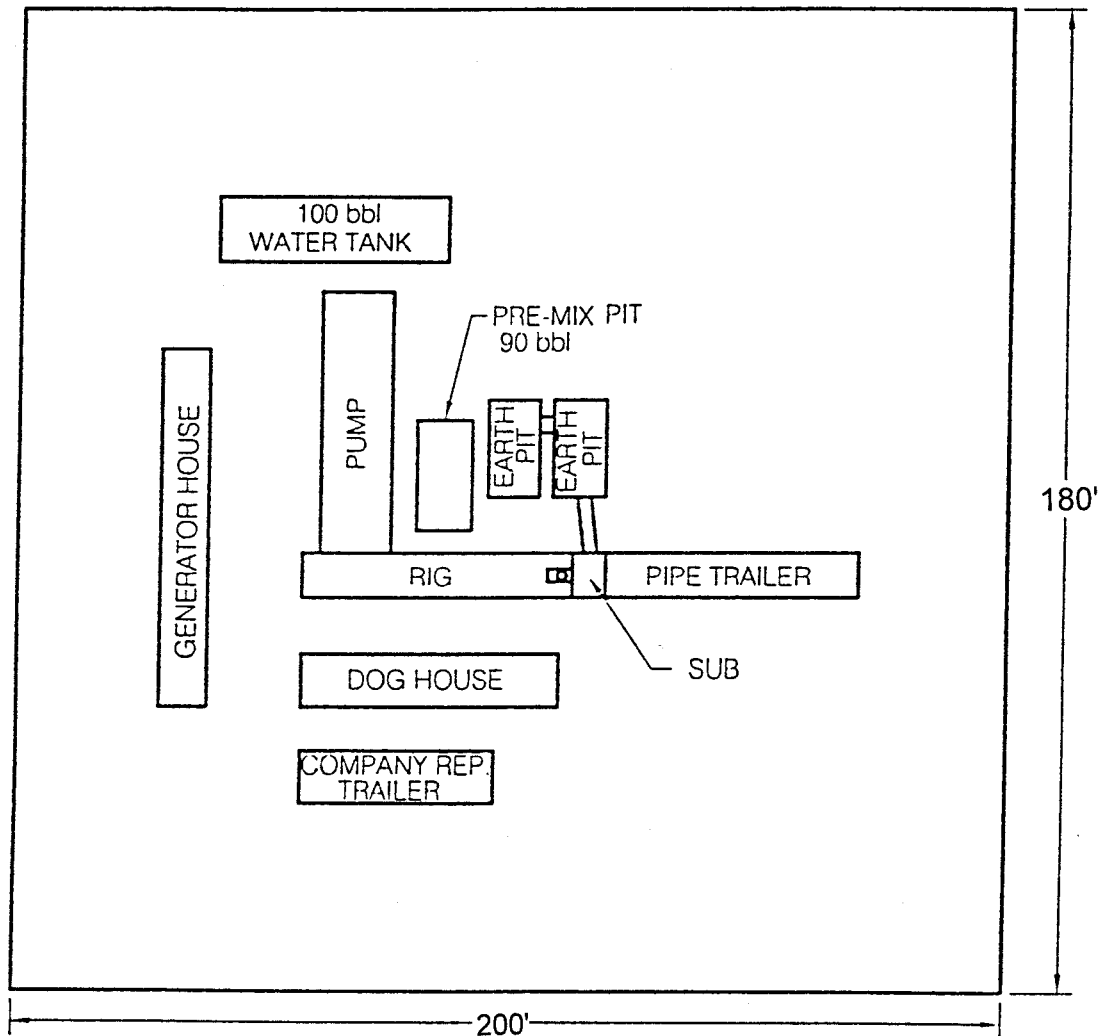 100 bbl
WATER TANK
PRE-MIX PIT
90 bbl
GENERATOR HOUSE
PUMP
EARTH
PIT
EARTH
PIT
180'
RIG
PIPE TRAILER
SUB
DOG HOUSE
COMPANY REP.
TRAILER
200'